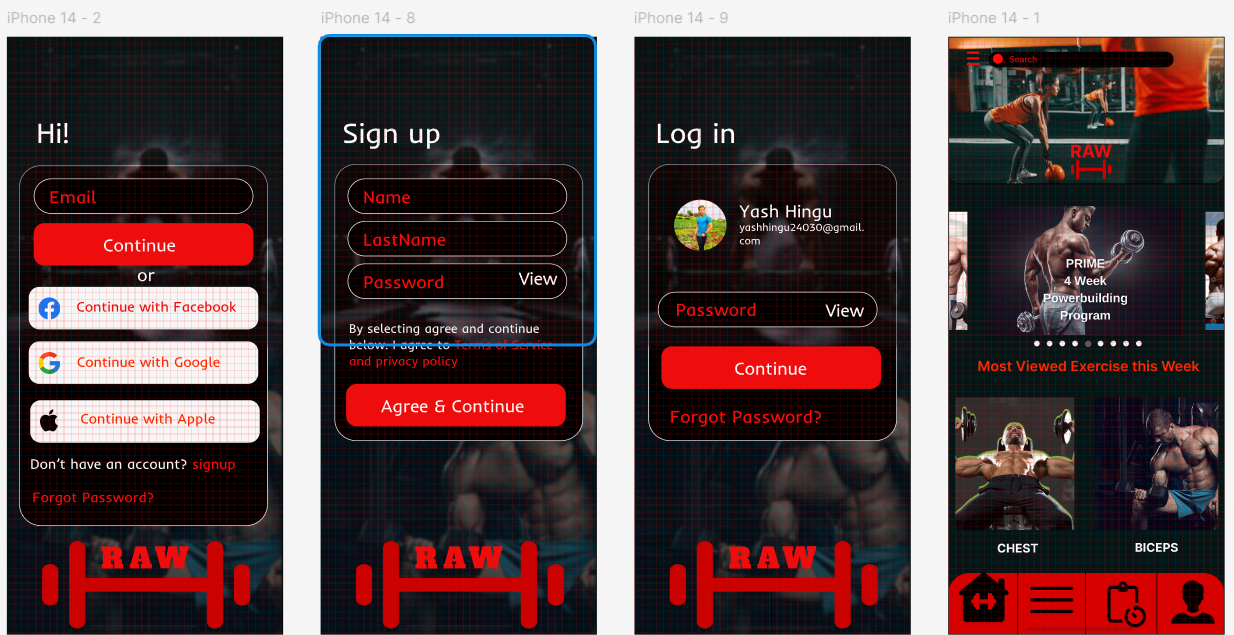 iPhone 14 - 2
Hi!
Email
Continue
or
Continue with Facebook
Continue with Google
Continue with Apple
Don't have an account? signup
Forgot Password?
RAW
iPhone 14 - 8
Sign up
Name
LastName
Password View
By selecting agree and continue
below. I agree to Terms of Service
and privacy policy
Agree & Continue
RAW
iPhone 14 - 9
Log in
Yash Hingu
yashhingu24030@gmail.
com
Password View
Continue
Forgot Password?
RAW
iPhone 14 - 1
Search
RAW
PRIME
4 Week
Powerbuilding
Program
Most Viewed Exercise this Week
CHEST
BICEPS